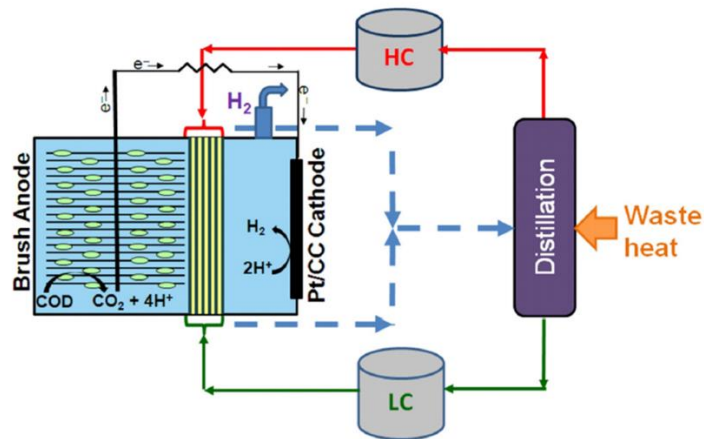 HC
e⁻
e⁻
e⁻
e⁻
H₂
Brush Anode
Pt/CC Cathode
H₂
2H⁺
COD
CO₂ + 4H⁺
Distillation
Waste
heat
LC